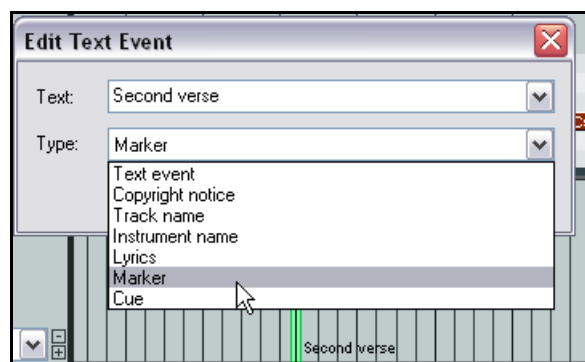 Edit Text Event
Text: Second verse
Type: Marker
Text event
Copyright notice
Track name
Instrument name
Lyrics
Marker
Cue
Second verse